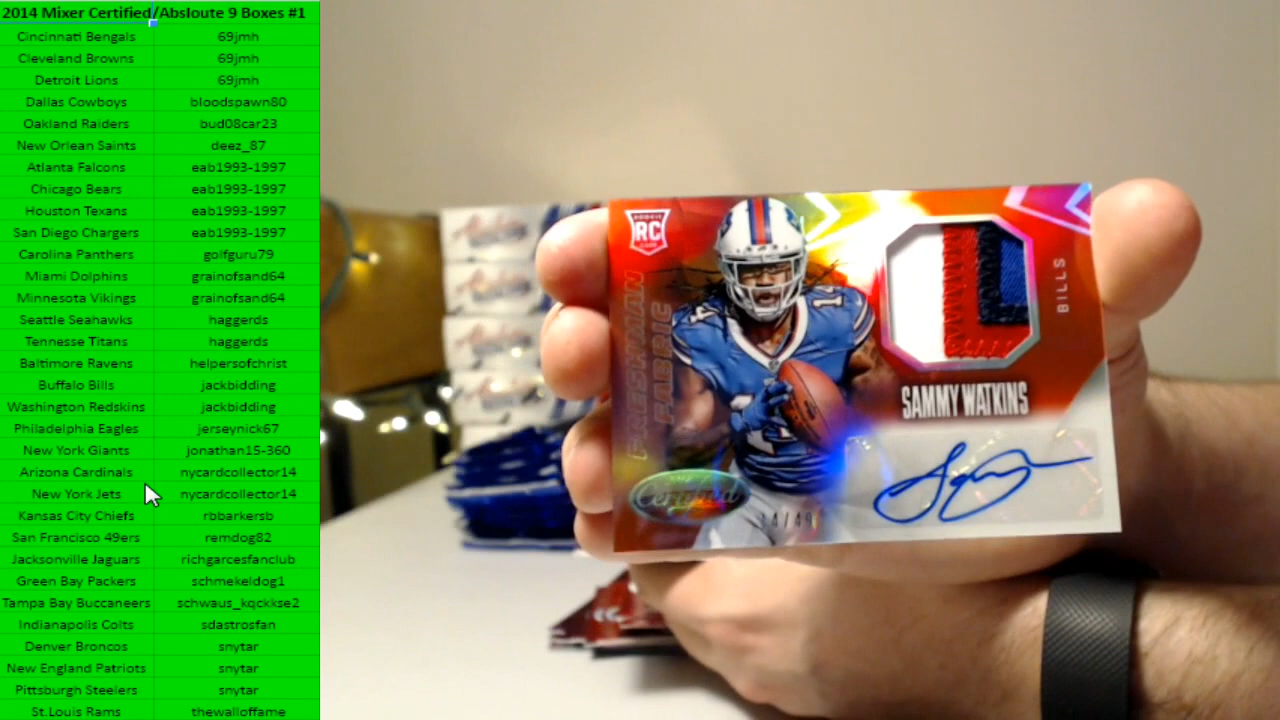 2014 Mixer Certified/Absloute 9 Boxes #1
Cincinnati Bengals 69jmh
Cleveland Browns 69jmh
Detroit Lions 69jmh
Dallas Cowboys bloodspawn80
Oakland Raiders bud08car23
New Orlean Saints deez_87
Atlanta Falcons eab1993-1997
Chicago Bears eab1993-1997
Houston Texans eab1993-1997
San Diego Chargers eab1993-1997
Carolina Panthers golfguru79
Miami Dolphins grainofsand64
Minnesota Vikings grainofsand64
Seattle Seahawks haggerds
Tennesse Titans haggerds
Baltimore Ravens helpersofchrist
Buffalo Bills jackbidding
Washington Redskins jackbidding
Philadelphia Eagles jerseynick67
New York Giants jonathan15-360
Arizona Cardinals nycardcollector14
New York Jets nycardcollector14
Kansas City Chiefs rbbarkersb
San Francisco 49ers remdog82
Jacksonville Jaguars richgarcesfanclub
Green Bay Packers schmekeldog1
Tampa Bay Buccaneers schwaus_kqckkse2
Indianapolis Colts sdastrosfan
Denver Broncos snytar
New England Patriots snytar
Pittsburgh Steelers snytar
St.Louis Rams thewalloffame
ROOKIE
RC
FRESHMAN
FABRIC
14
BILLS
SAMMY WATKINS
Certified
14/49